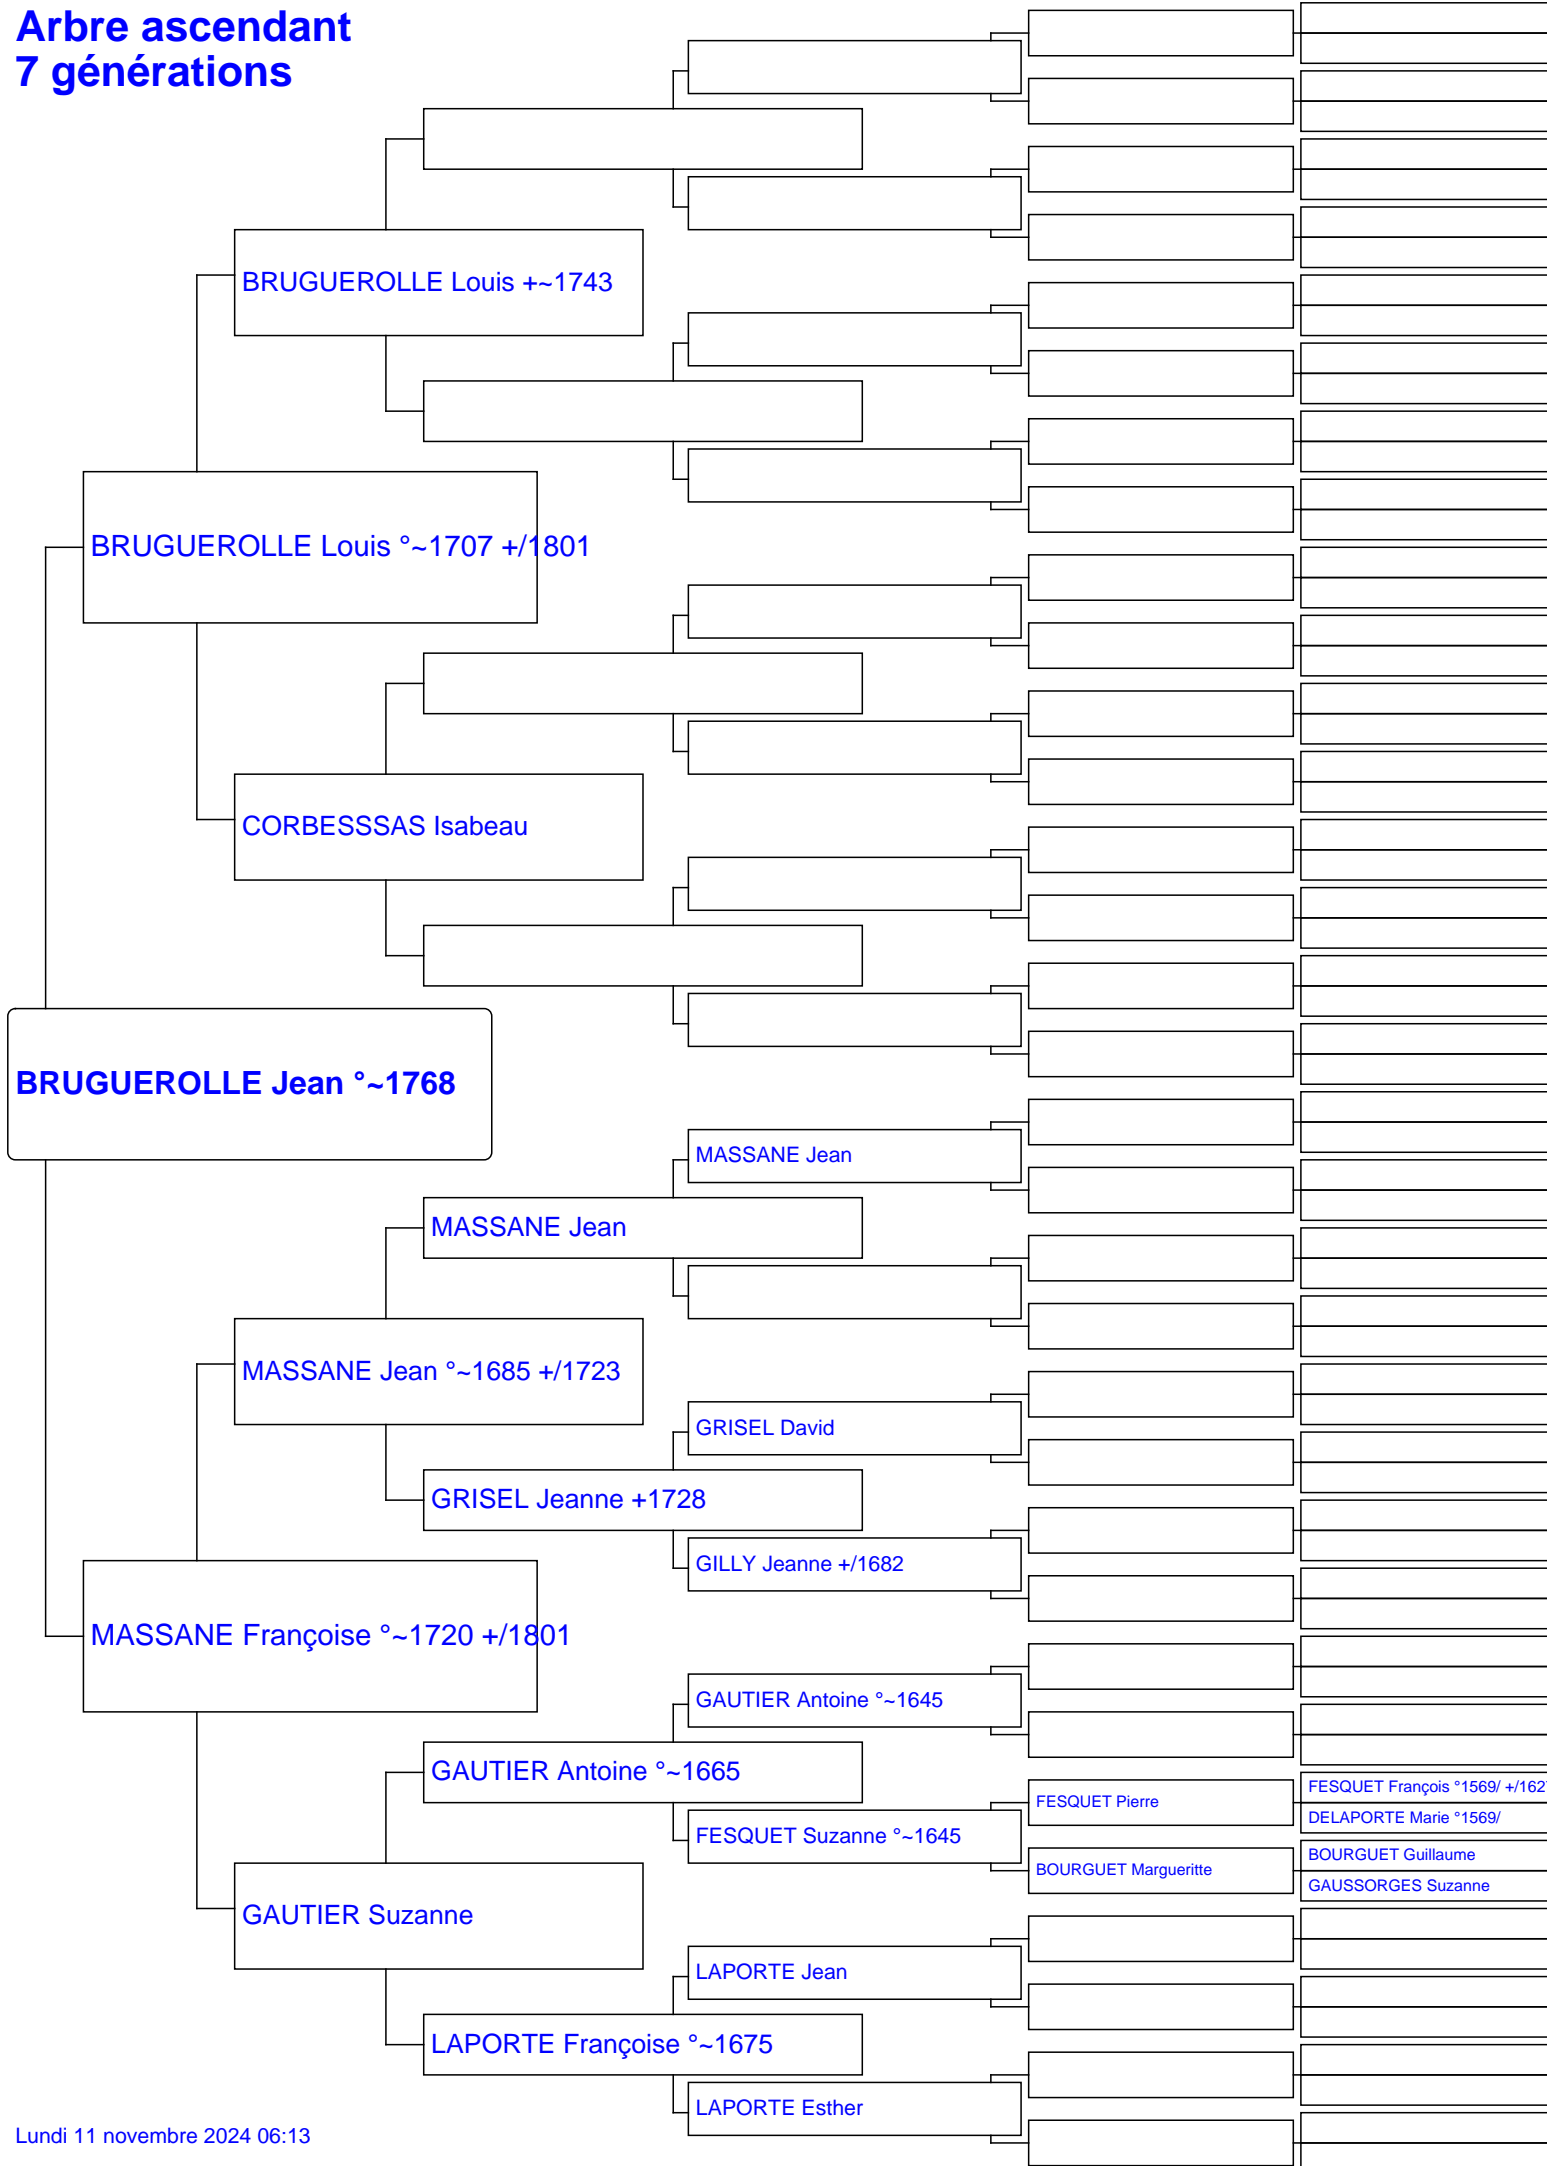 Arbre ascendant
7 générations
BRUGUEROLLE Louis +~1743
BRUGUEROLLE Louis °~1707 +/1801
CORBESSSAS Isabeau
BRUGUEROLLE Jean °~1768
MASSANE Jean
MASSANE Jean
MASSANE Jean °~1685 +/1723
GRISEL David
GRISEL Jeanne +1728
GILLY Jeanne +/1682
MASSANE Françoise °~1720 +/1801
GAUTIER Antoine °~1645
GAUTIER Antoine °~1665
FESQUET François °1569/
FESQUET Pierre
DELAPORTE Marie °1569/
FESQUET Suzanne °~1645
BOURGUET Guillaume
BOURGUET Margueritte
GAUSSORGES Suzanne
GAUTIER Suzanne
LAPORTE Jean
LAPORTE Françoise °~1675
LAPORTE Esther
Lundi 11 novembre 2024 06:13